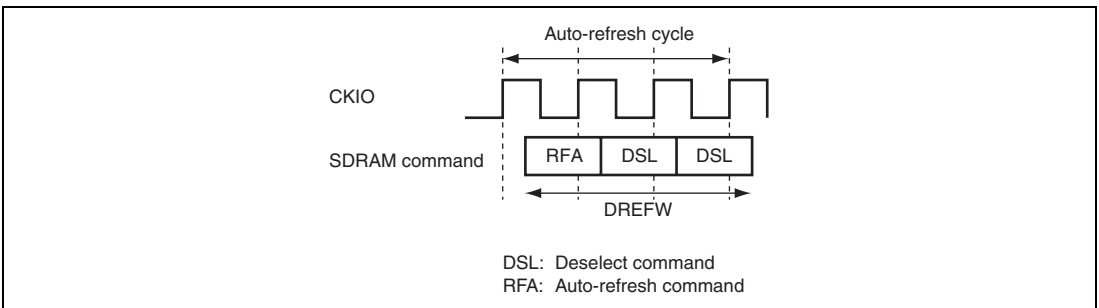 Auto-refresh cycle
CKIO
SDRAM command
RFA DSL DSL
DREFW
DSL: Deselect command
RFA: Auto-refresh command